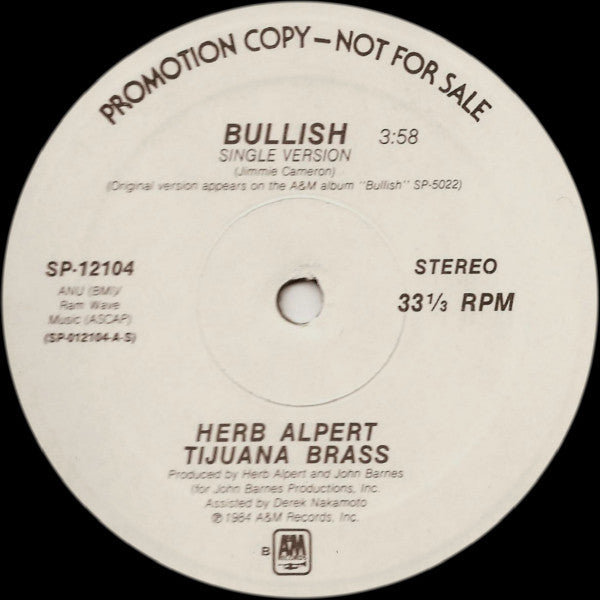 PROMOTION COPY—NOT FOR SALE
BULLISH 3:58
SINGLE VERSION
(Jimmie Cameron)
(Original version appears on the A&M album "Bullish" SP-5022)
SP-12104
ANU (BMI)/
Ram Wave
Music (ASCAP)
(SP-012104-A-S)
STEREO
33 1/3 RPM
HERB ALPERT
TIJUANA BRASS
Produced by Herb Alpert and John Barnes
(for John Barnes Productions, Inc.
Assisted by Derek Nakamoto
℗ 1984 A&M Records, Inc.
B A&M
RECORDS